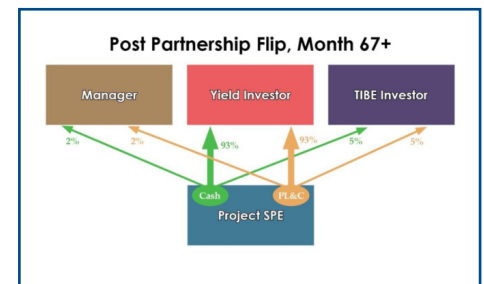 Post Partnership Flip, Month 67+
Manager
Yield Investor
TIBE Investor
2%
2%
93%
93%
5%
5%
Cash
PL&C
Project SPE